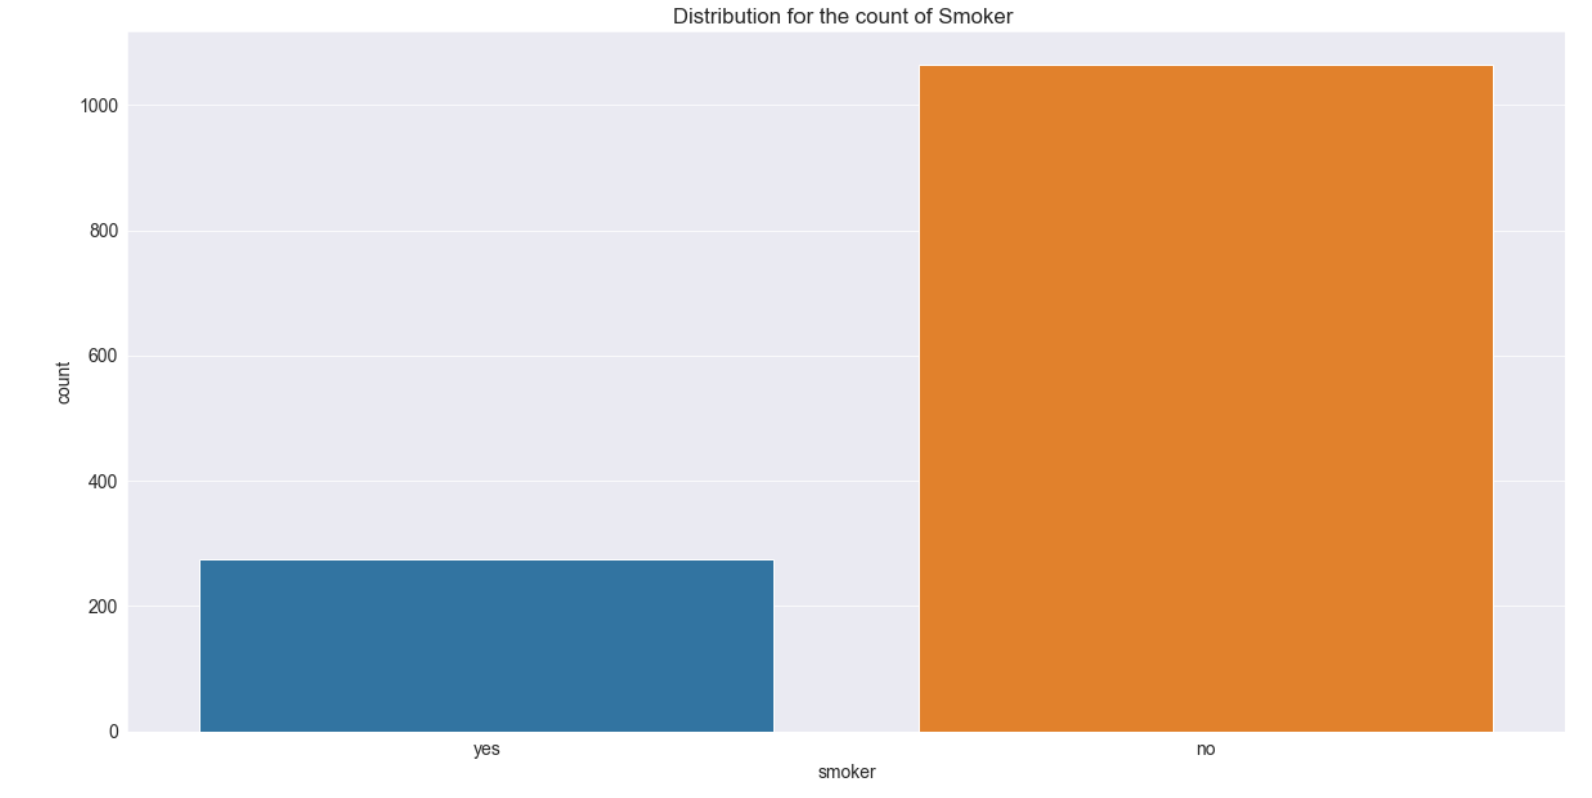 Distribution for the count of Smoker
1000
800
600
400
200
0
count
yes
no
smoker